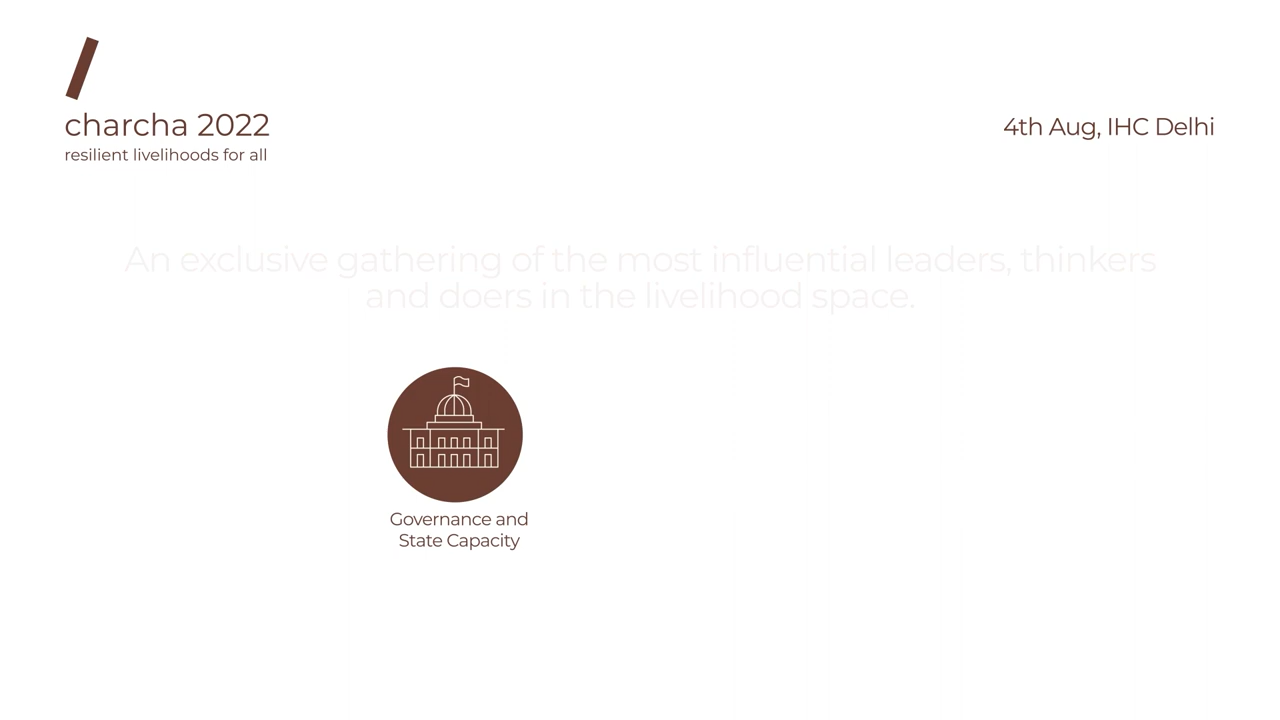 charcha 2022
resilient livelihoods for all
4th Aug, IHC Delhi
An exclusive gathering of the most influential leaders, thinkers
and doers in the livelihood space.
Governance and
State Capacity